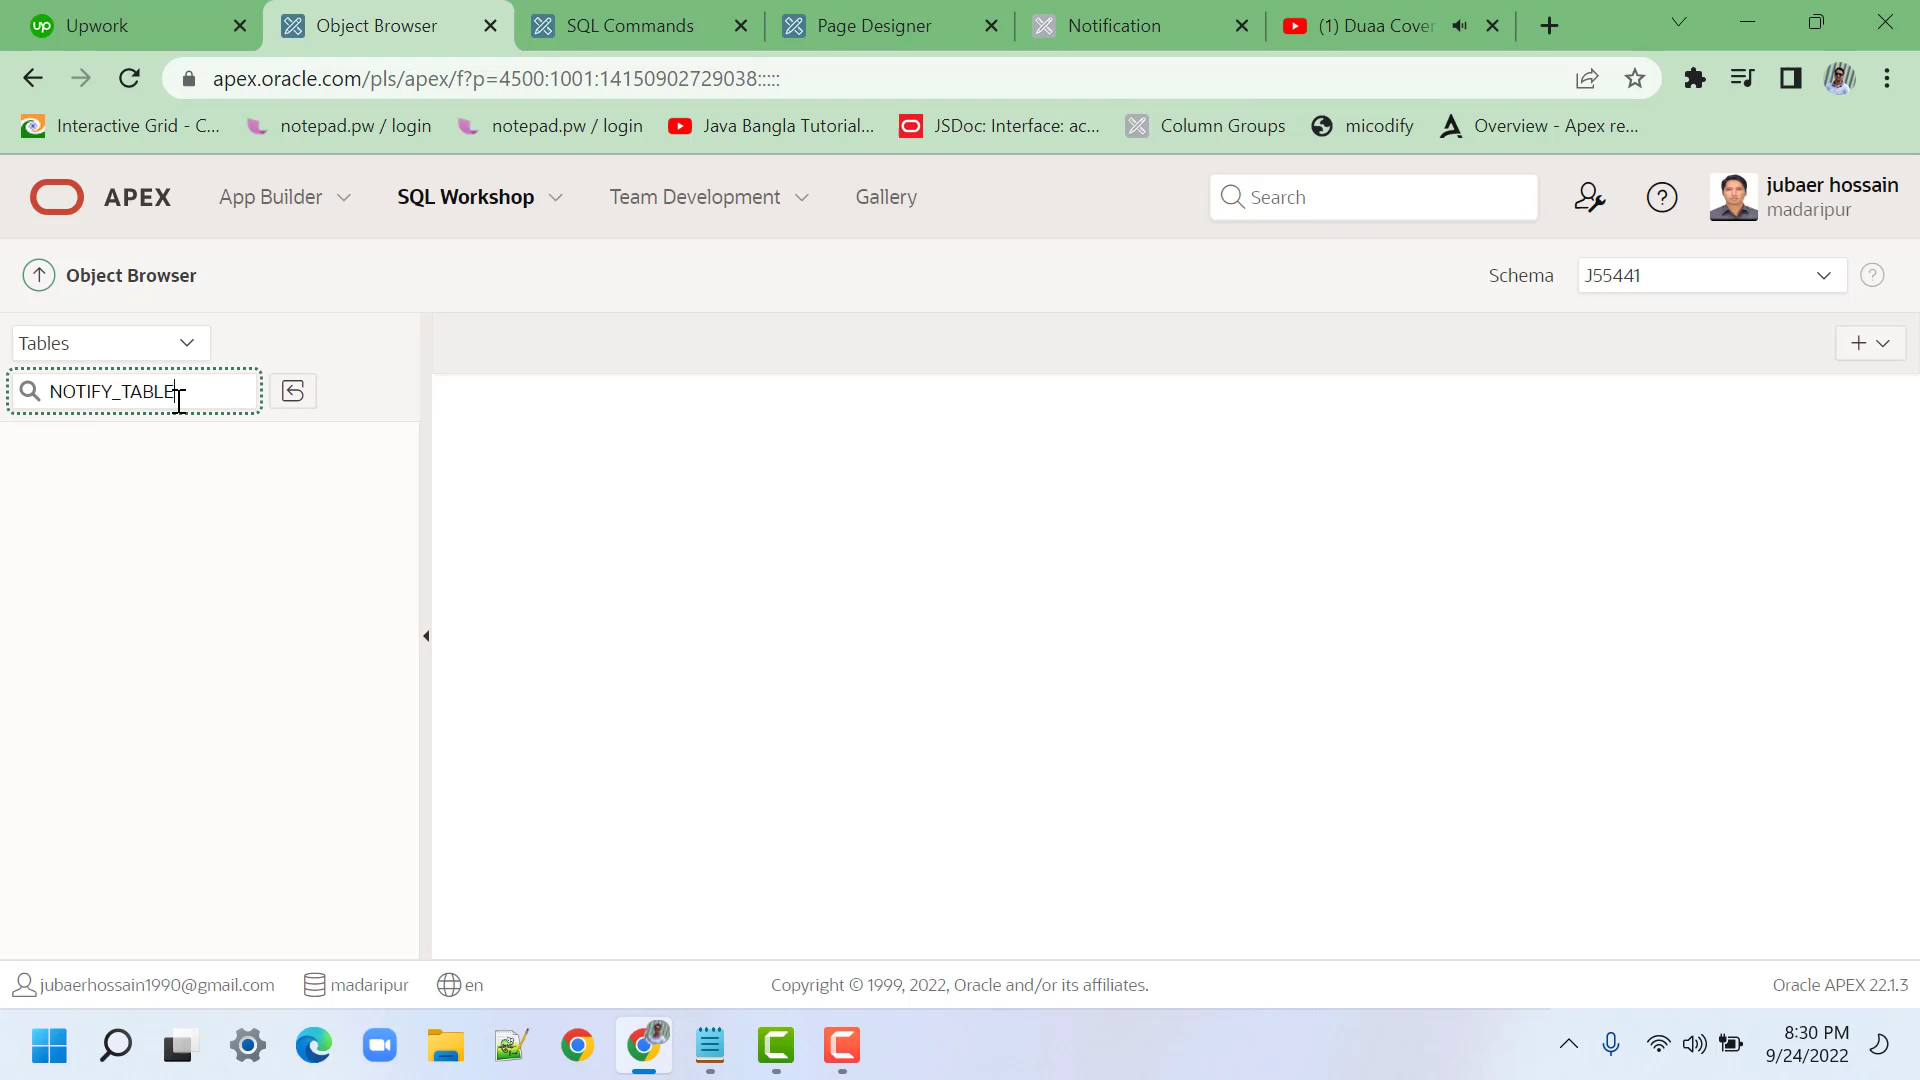 Upwork
Object Browser
SQL Commands
Page Designer
Notification
(1) Duaa Cover
apex.oracle.com/pls/apex/f?p=4500:1001:14150902729038:::::
Interactive Grid - C...
notepad.pw / login
notepad.pw / login
Java Bangla Tutorial...
JSDoc: Interface: ac...
Column Groups
micodify
Overview - Apex re...
APEX
App Builder
SQL Workshop
Team Development
Gallery
Search
jubaer hossain
madaripur
Object Browser
Schema
J55441
Tables
NOTIFY_TABLE
jubaerhossain1990@gmail.com
madaripur
en
Copyright © 1999, 2022, Oracle and/or its affiliates.
Oracle APEX 22.1.3
8:30 PM
9/24/2022